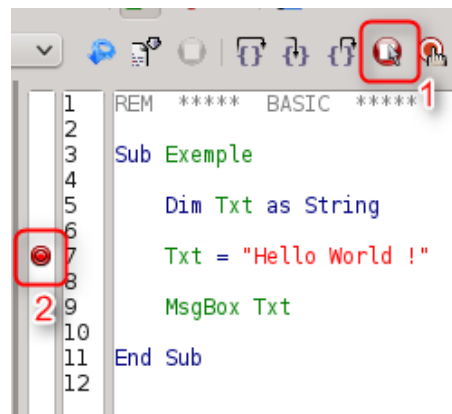 1
1 REM ***** BASIC *****
2
3 Sub Exemple
4
5 Dim Txt as String
6
7 Txt = "Hello World !"
8
2
9 MsgBox Txt
10
11 End Sub
12